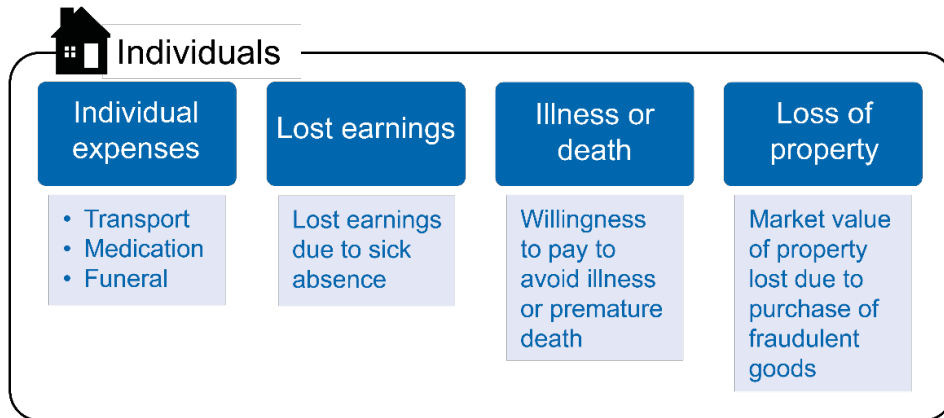 Individuals
Individual
expenses
• Transport
• Medication
• Funeral
Lost earnings
Lost earnings
due to sick
absence
Illness or
death
Willingness
to pay to
avoid illness
or premature
death
Loss of
property
Market value
of property
lost due to
purchase of
fraudulent
goods